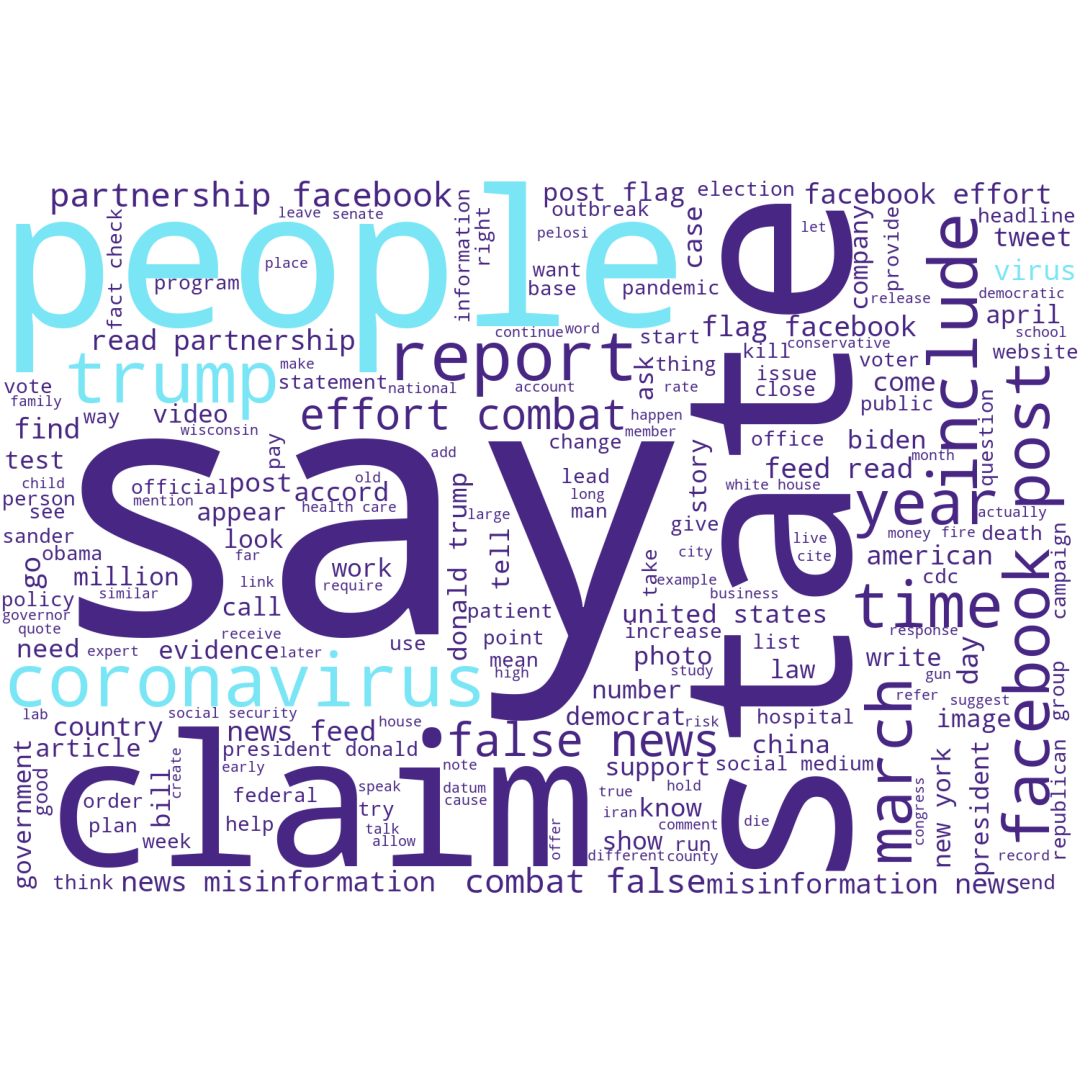 partnership facebook
leave senate
people
fact check
place
program
information
right
post flag
outbreak
pelosi
want
base
election
case
pandemic
state
let
company
provide
facebook effort
headline
tweet
virus
include
democratic
release
april
school
website
read partnership
trump
make
statement
report
continue
word
national
account
start
thing
rate
ask
flag facebook
conservative
kill
issue
close
voter
come
public
vote
family
way
find
video
wisconsin
pay
effort combat
happen
member
change
story
office
biden
month
question
facebook post
say
add
test
child
person
see
official
mention
post
old
accord
health care
appear
lead
long
man
large
white house
feed read
year
actually
sander
obama
look
far
donald trump
tell
give
city
live
cite
american
money
fire
death
campaign
go
million
similar
link
work
require
take
example
business
cdc
policy
governor
quote
call
patient
united states
time
need
expert
evidence
receive
later
use
point
mean
high
increase
photo
study
list
law
response
write
refer
gun
day
suggest
group
coronavirus
number
lab
social security
house
democrat
risk
hospital
march
image
country
news feed
false news
china
government
article
good
create
president donald
early
note
support
social medium
new york
president
republican
claim
order
plan
bill
week
federal
help
speak
try
talk
allow
datum
cause
offer
true
iran
hold
know
comment
show run
different
county
die
congress
record
think
news misinformation
combat false
misinformation news
end